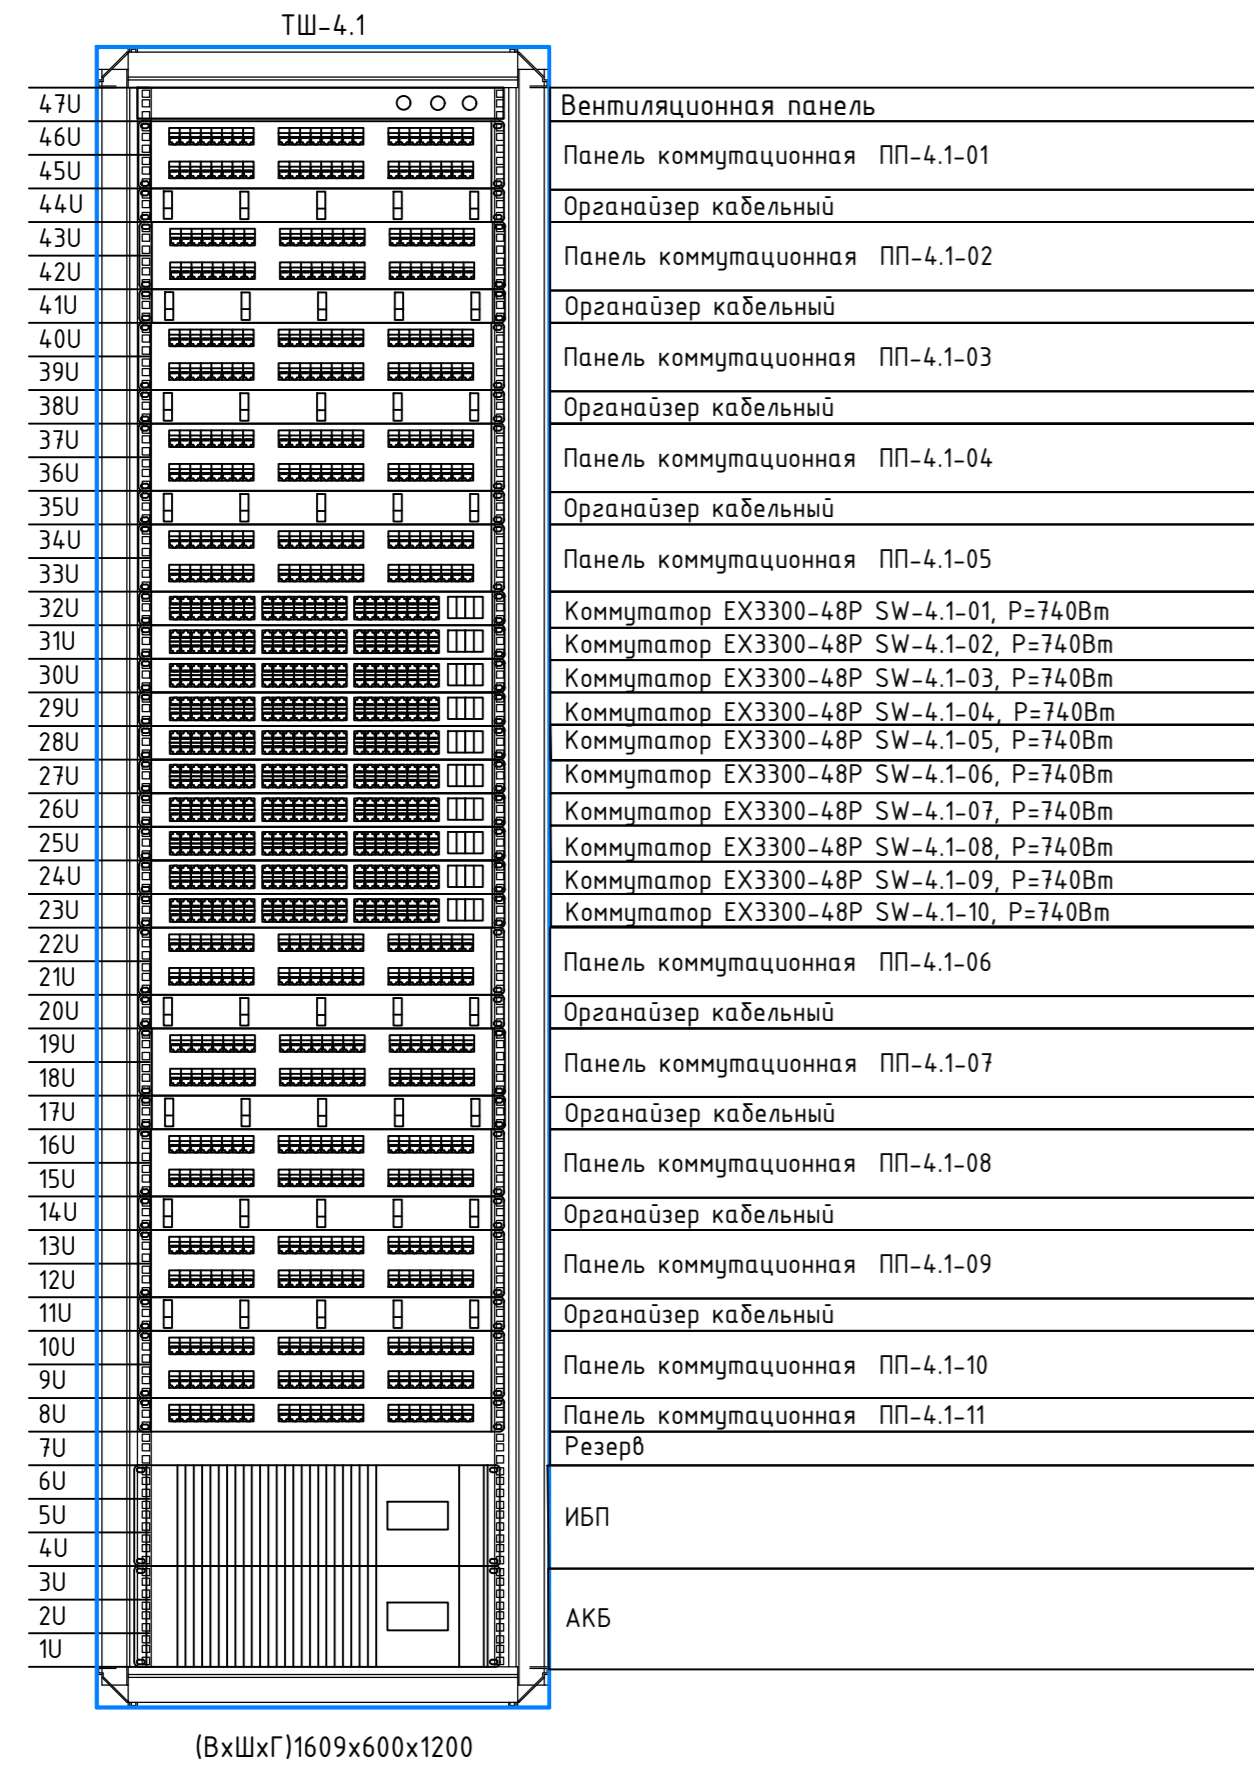 ТШ-4.1
47U Вентиляционная панель
46U
45U
Панель коммутационная ПП-4.1-01
44U Органайзер кабельный
43U
42U
Панель коммутационная ПП-4.1-02
41U Органайзер кабельный
40U
39U
Панель коммутационная ПП-4.1-03
38U Органайзер кабельный
37U
36U
Панель коммутационная ПП-4.1-04
35U Органайзер кабельный
34U
33U
Панель коммутационная ПП-4.1-05
32U Коммутатор EX3300-48P SW-4.1-01, P=740Вт
31U Коммутатор EX3300-48P SW-4.1-02, P=740Вт
30U Коммутатор EX3300-48P SW-4.1-03, P=740Вт
29U Коммутатор EX3300-48P SW-4.1-04, P=740Вт
28U Коммутатор EX3300-48P SW-4.1-05, P=740Вт
27U Коммутатор EX3300-48P SW-4.1-06, P=740Вт
26U Коммутатор EX3300-48P SW-4.1-07, P=740Вт
25U Коммутатор EX3300-48P SW-4.1-08, P=740Вт
24U Коммутатор EX3300-48P SW-4.1-09, P=740Вт
23U Коммутатор EX3300-48P SW-4.1-10, P=740Вт
22U
21U
Панель коммутационная ПП-4.1-06
20U Органайзер кабельный
19U
18U
Панель коммутационная ПП-4.1-07
17U Органайзер кабельный
16U
15U
Панель коммутационная ПП-4.1-08
14U Органайзер кабельный
13U
12U
Панель коммутационная ПП-4.1-09
11U Органайзер кабельный
10U
9U
Панель коммутационная ПП-4.1-10
8U Панель коммутационная ПП-4.1-11
7U Резерв
6U
5U ИБП
4U
3U
2U АКБ
1U
(ВхШхГ)1609х600х1200